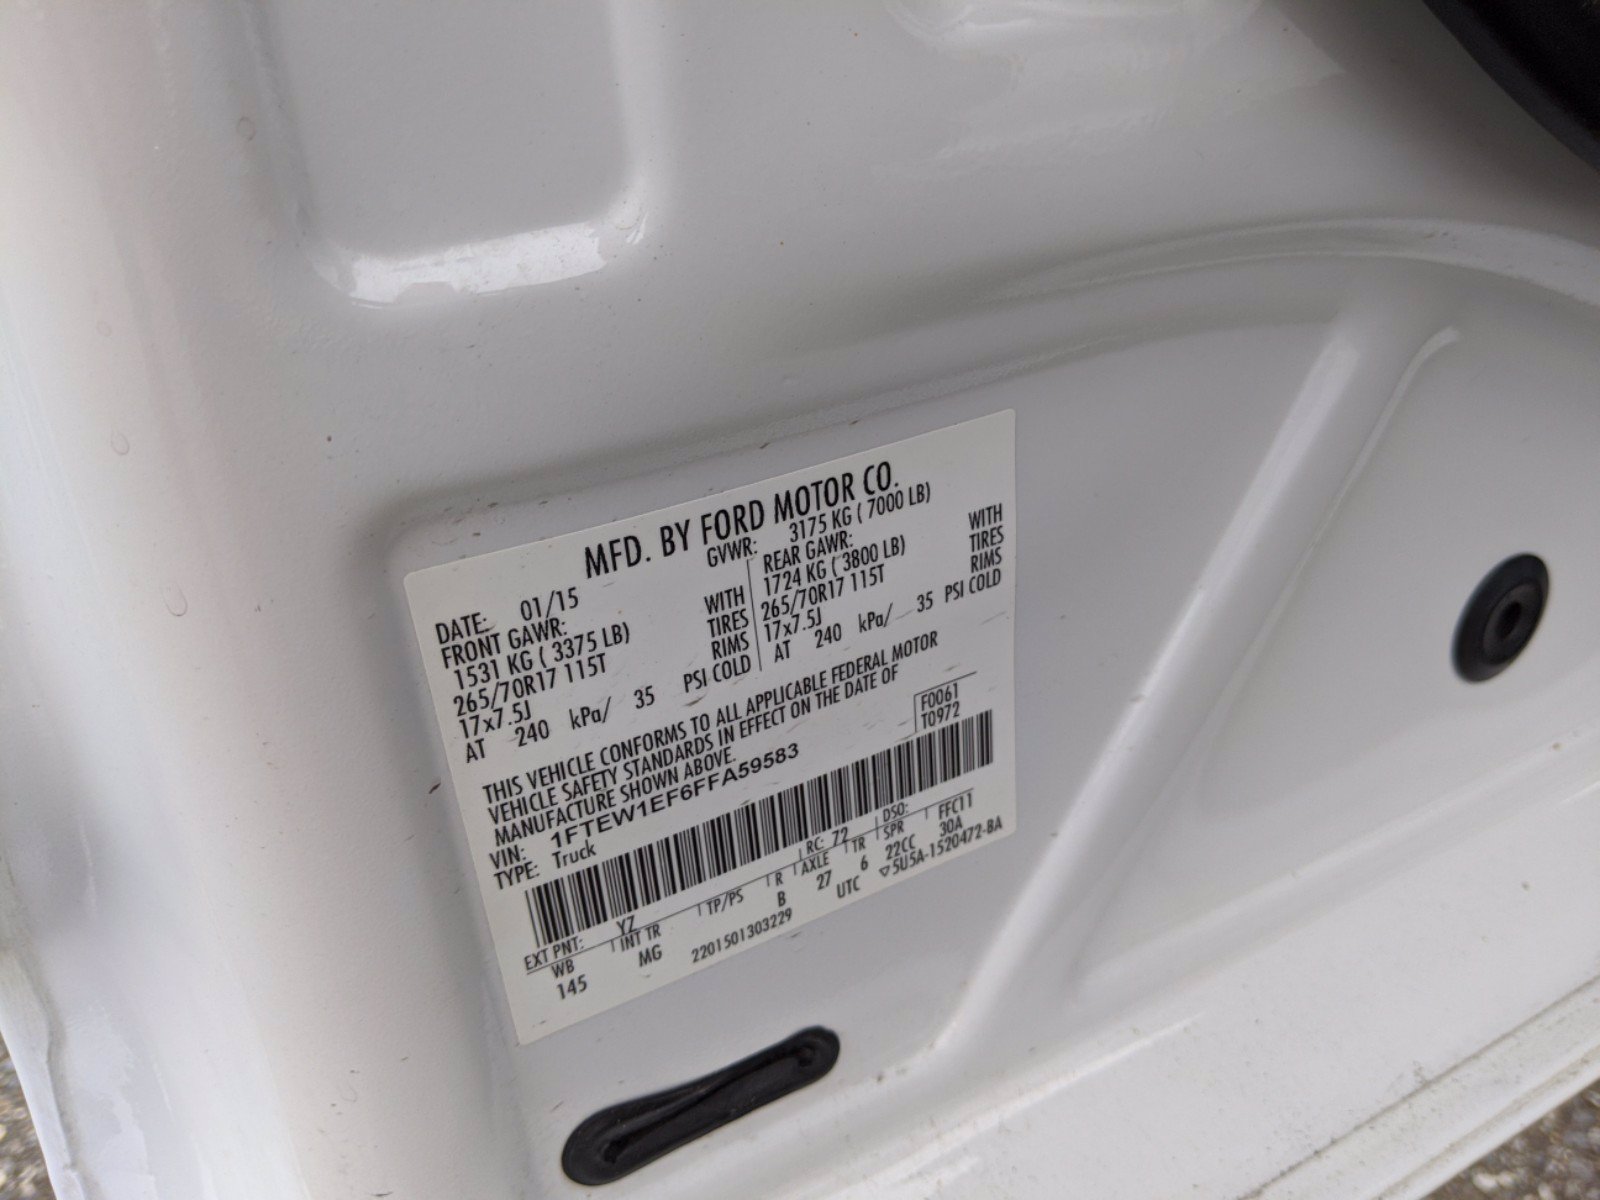 MFD. BY FORD MOTOR CO.
DATE: 01/15 GVWR: 3175 KG ( 7000 LB)
FRONT GAWR: REAR GAWR:
1531 KG ( 3375 LB) WITH 1724 KG ( 3800 LB) WITH
265/70R17 115T TIRES 265/70R17 115T TIRES
17x7.5J RIMS 17x7.5J RIMS
AT 240 kPa/ 35 PSI COLD AT 240 kPa/ 35 PSI COLD
THIS VEHICLE CONFORMS TO ALL APPLICABLE FEDERAL MOTOR
VEHICLE SAFETY STANDARDS IN EFFECT ON THE DATE OF
MANUFACTURE SHOWN ABOVE.
F0061
VIN: 1FTEW1EF6FFA59583 T0972
TYPE: Truck
EXT PNT: YZ RC: 72 DSO: FFC11
WB INT TR TP/PS R AXLE TR SPR
145 MG B 27 6 22CC 30A
2201501303229 UTC ▽5U5A-1520472-BA